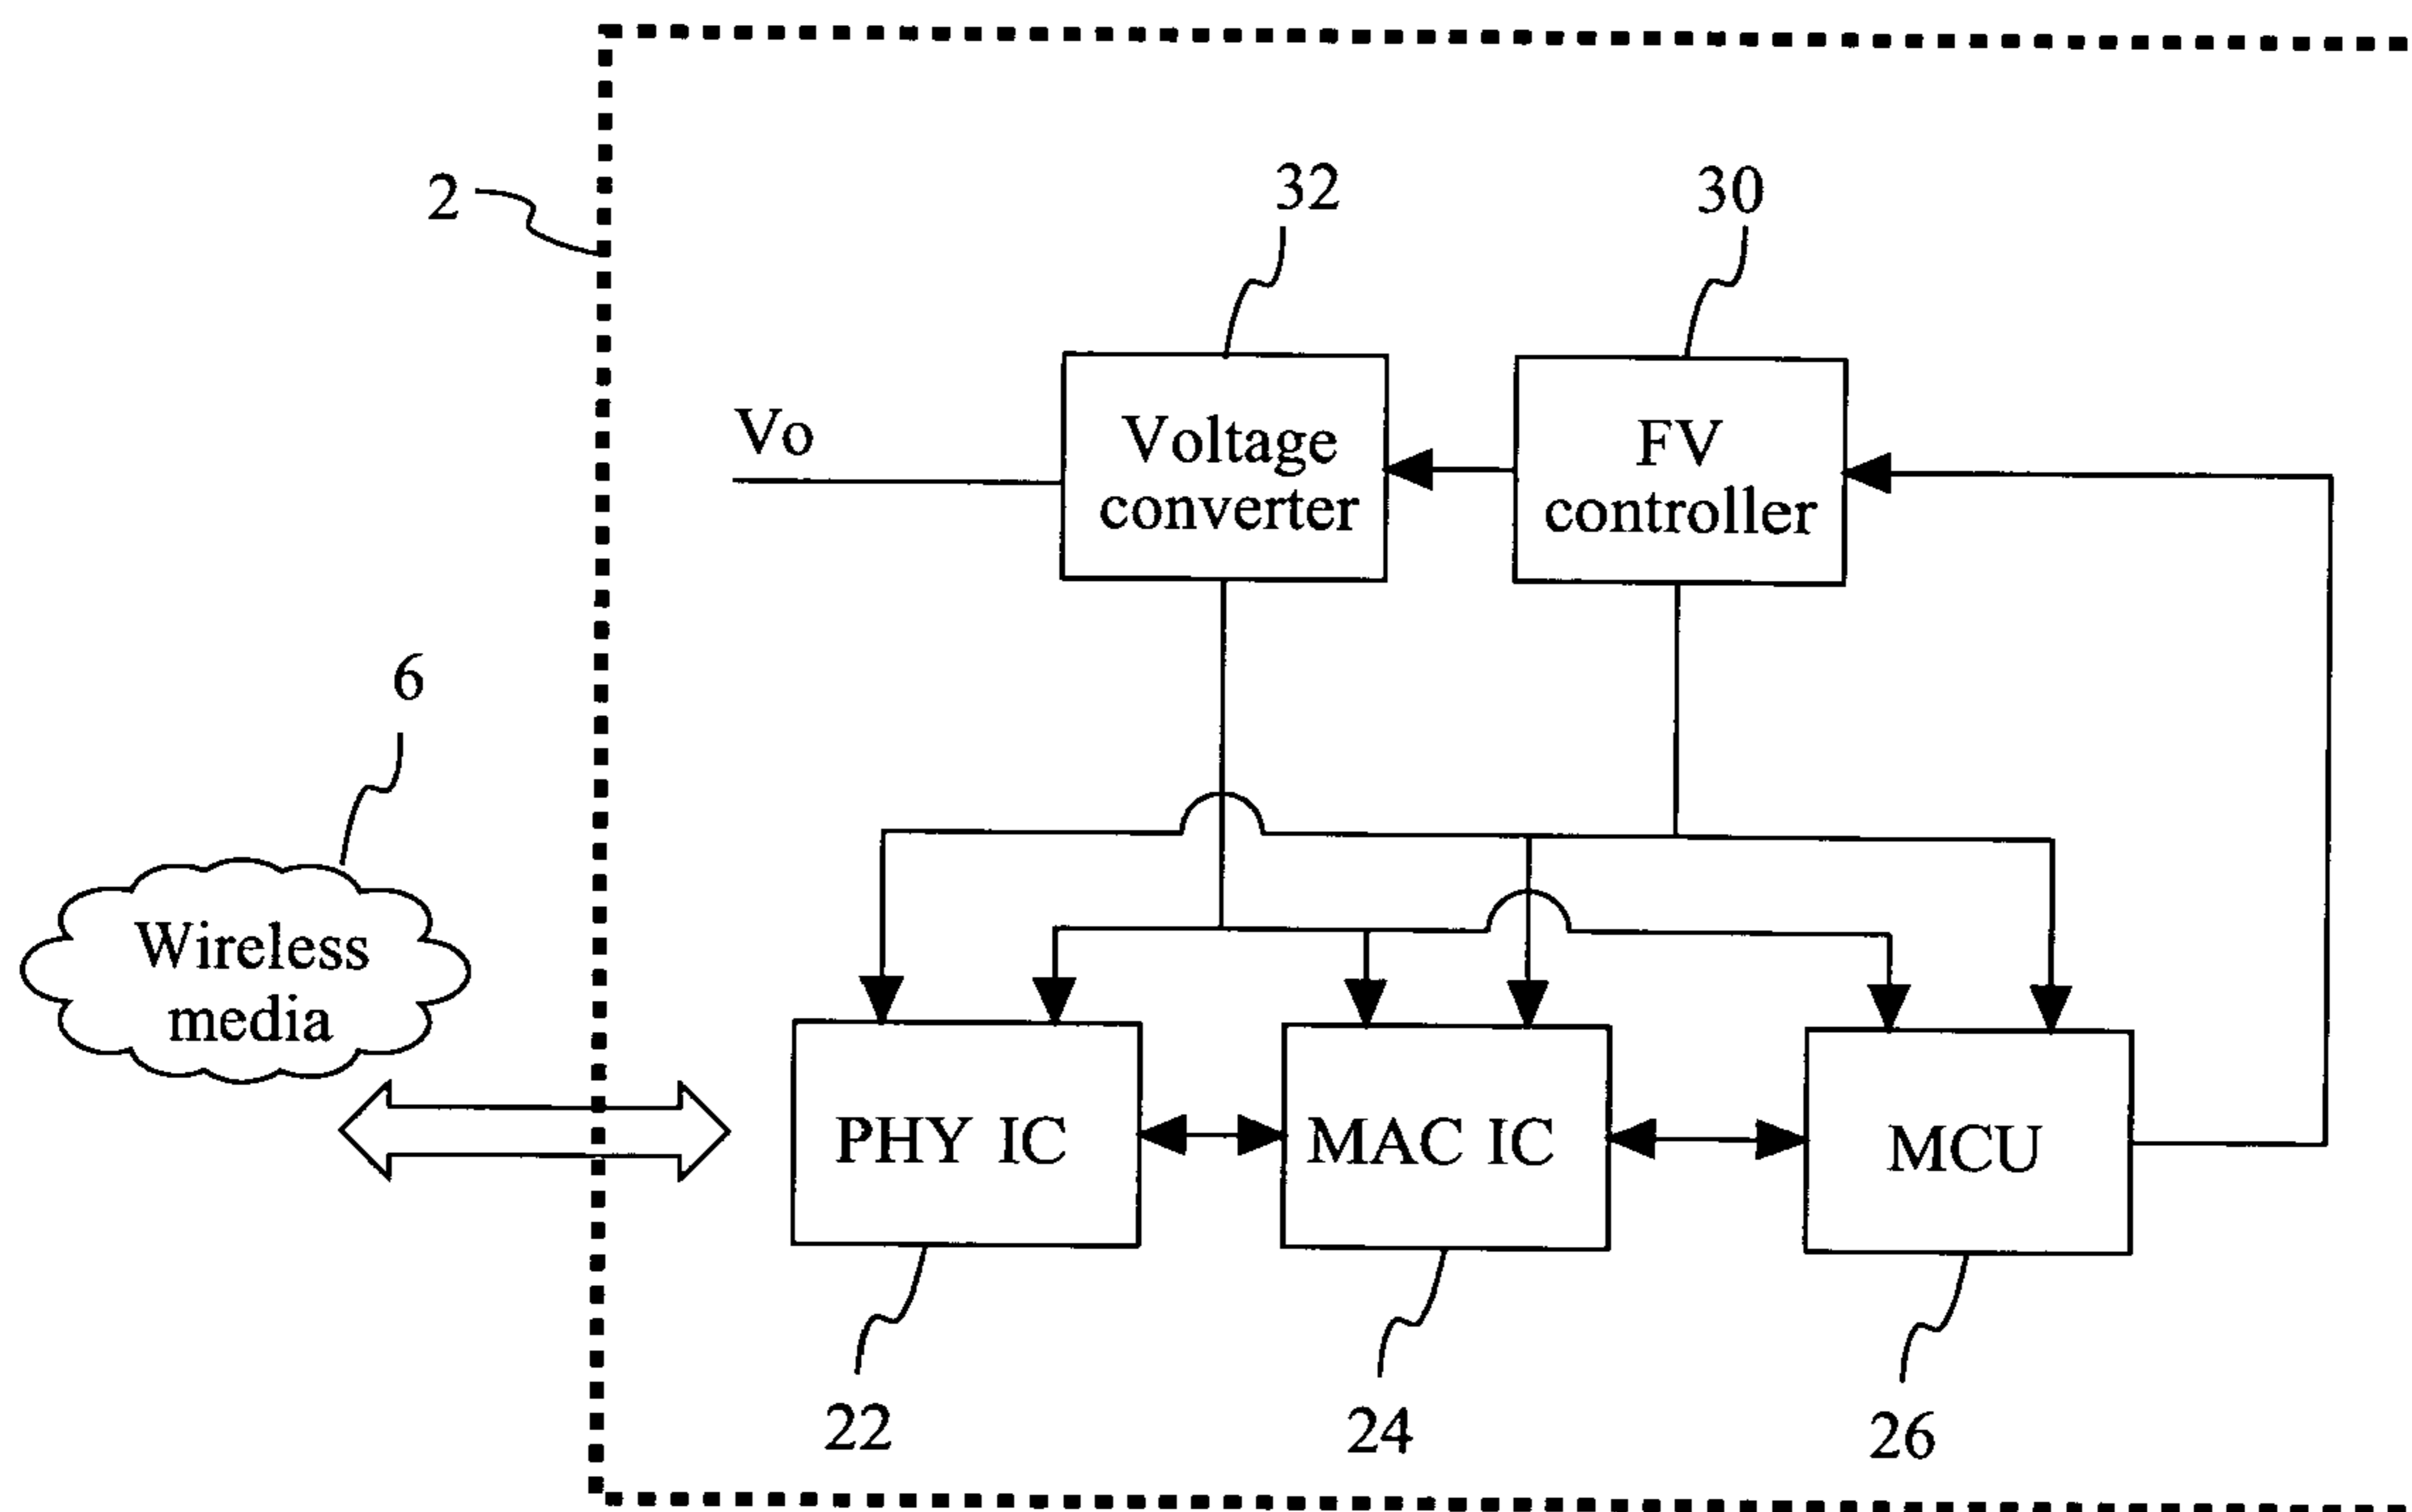 2
32
30
Vo
Voltage
converter
FV
controller
6
Wireless
media
PHY IC
MAC IC
MCU
22
24
26